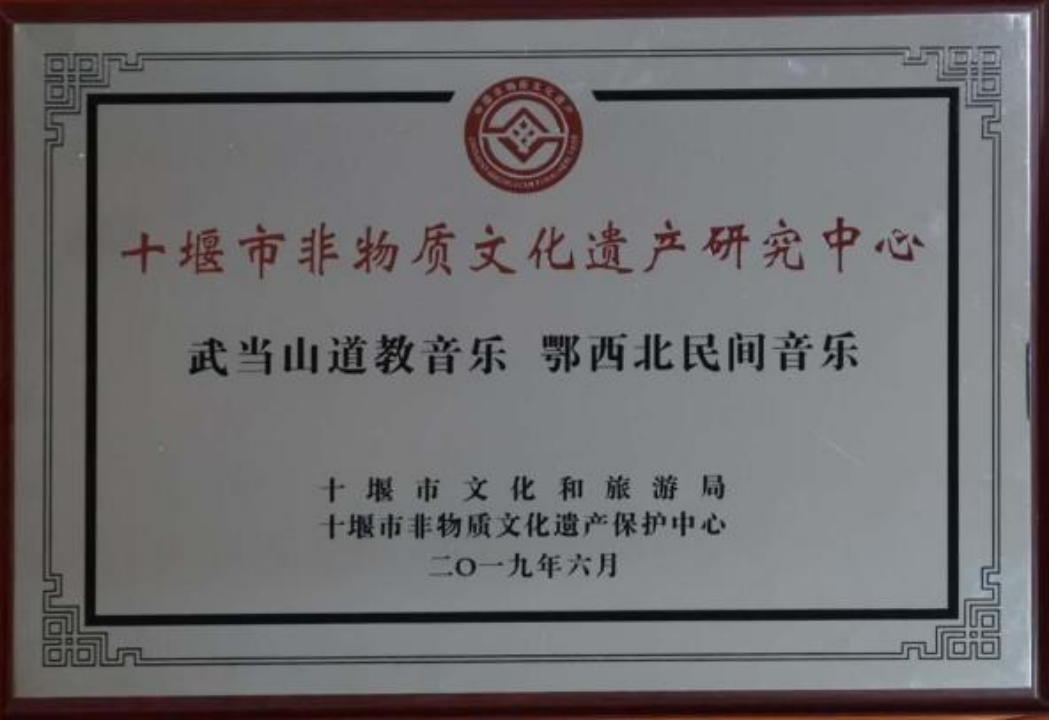 十堰市非物质文化遗产研究中心
武当山道教音乐 鄂西北民间音乐
十堰市文化和旅游局
十堰市非物质文化遗产保护中心
二〇一九年六月